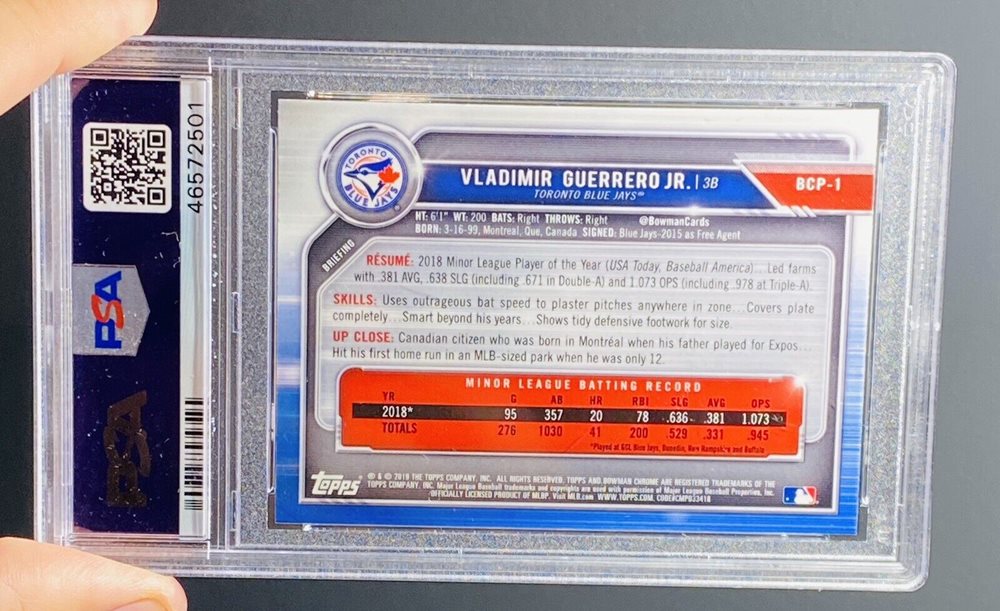 PSA
46572501
PSA
TORONTO
BLUE JAYS
VLADIMIR GUERRERO JR. | 3B
TORONTO BLUE JAYS®
BCP-1
HT: 6'1" WT: 200 BATS: Right THROWS: Right @BowmanCards
BORN: 3-16-99, Montreal, Que, Canada SIGNED: Blue Jays-2015 as Free Agent
BRIEFING
RÉSUMÉ: 2018 Minor League Player of the Year (USA Today, Baseball America)... Led farms
with .381 AVG, .638 SLG (including .671 in Double-A) and 1.073 OPS (including .978 at Triple-A).
SKILLS: Uses outrageous bat speed to plaster pitches anywhere in zone...Covers plate
completely...Smart beyond his years...Shows tidy defensive footwork for size.
UP CLOSE: Canadian citizen who was born in Montréal when his father played for Expos...
Hit his first home run in an MLB-sized park when he was only 12.
MINOR LEAGUE BATTING RECORD
YR G AB HR RBI SLG AVG OPS
2018* 95 357 20 78 .636 .381 1.073
TOTALS 276 1030 41 200 .529 .331 .945
*Played at GCL Blue Jays, Dunedin, New Hampshire and Buffalo
topps
® & © 2019 THE TOPPS COMPANY, INC. ALL RIGHTS RESERVED. TOPPS AND BOWMAN CHROME ARE REGISTERED TRADEMARKS OF THE
TOPPS COMPANY, INC. Major League Baseball trademarks and copyrights are used with permission of Major League Baseball Properties, Inc.
OFFICIALLY LICENSED PRODUCT OF MLBP. Visit MLB.com WWW.TOPPS.COM. CODE#CMP033418